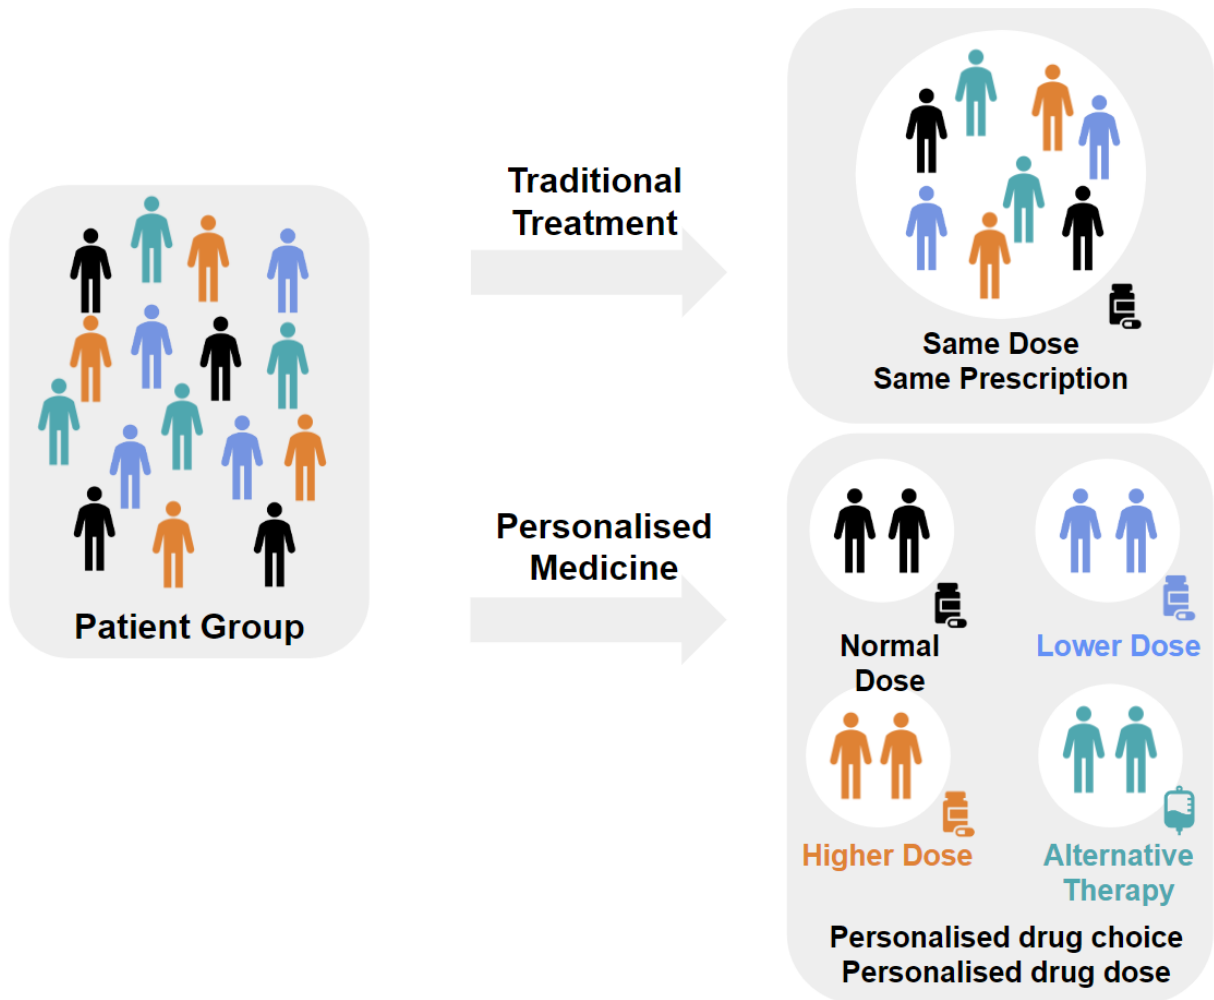 Patient Group
Traditional
Treatment
Same Dose
Same Prescription
Personalised
Medicine
Normal
Dose
Lower Dose
Higher Dose
Alternative
Therapy
Personalised drug choice
Personalised drug dose